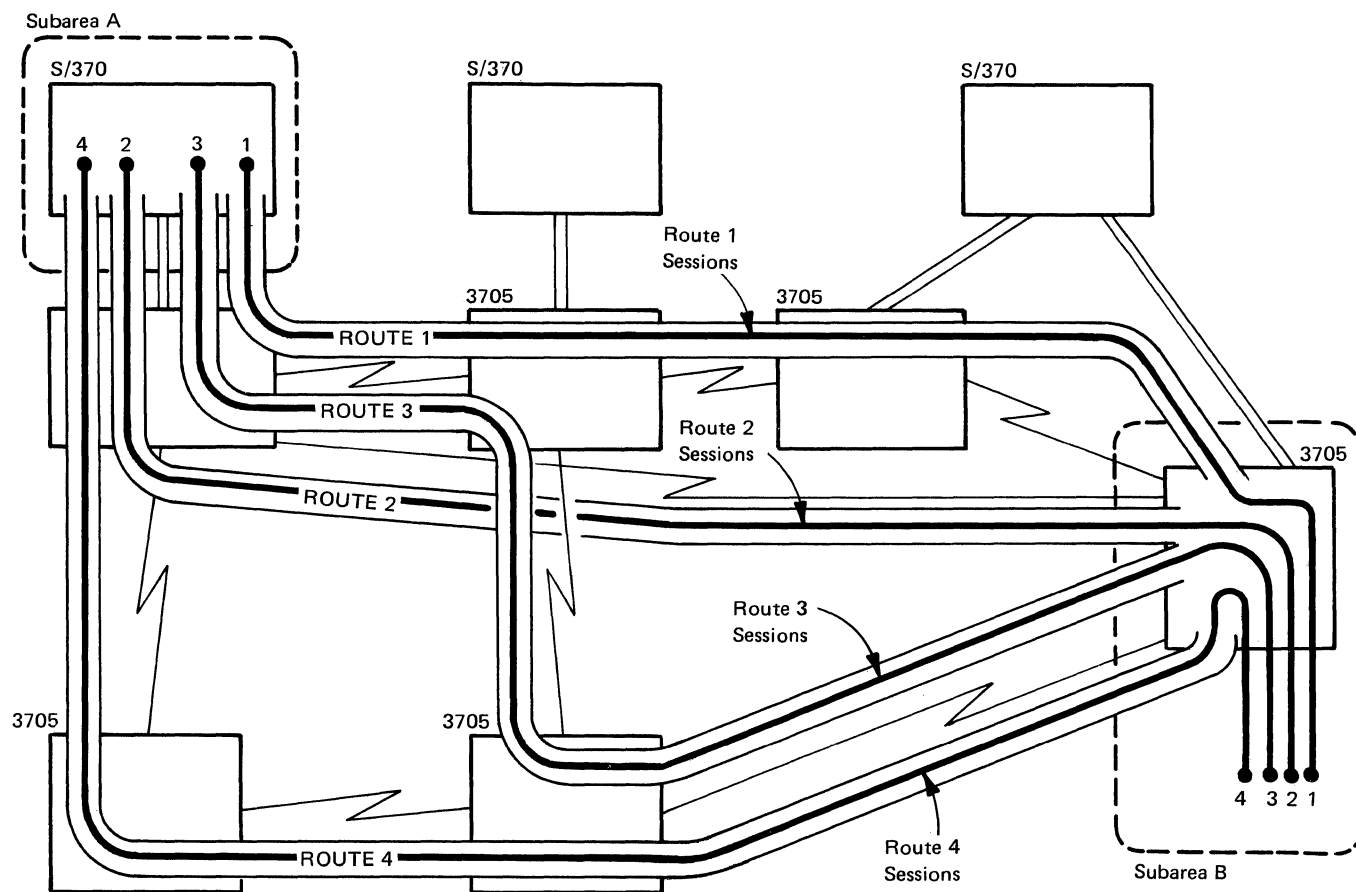 Subarea A
S/370
S/370
S/370
4 2 3 1
Route 1
Sessions
3705
3705
ROUTE 1
ROUTE 3
Route 2
Sessions
3705
ROUTE 2
Route 3
Sessions
3705
3705
4 3 2 1
Route 4
Sessions
ROUTE 4
Subarea B